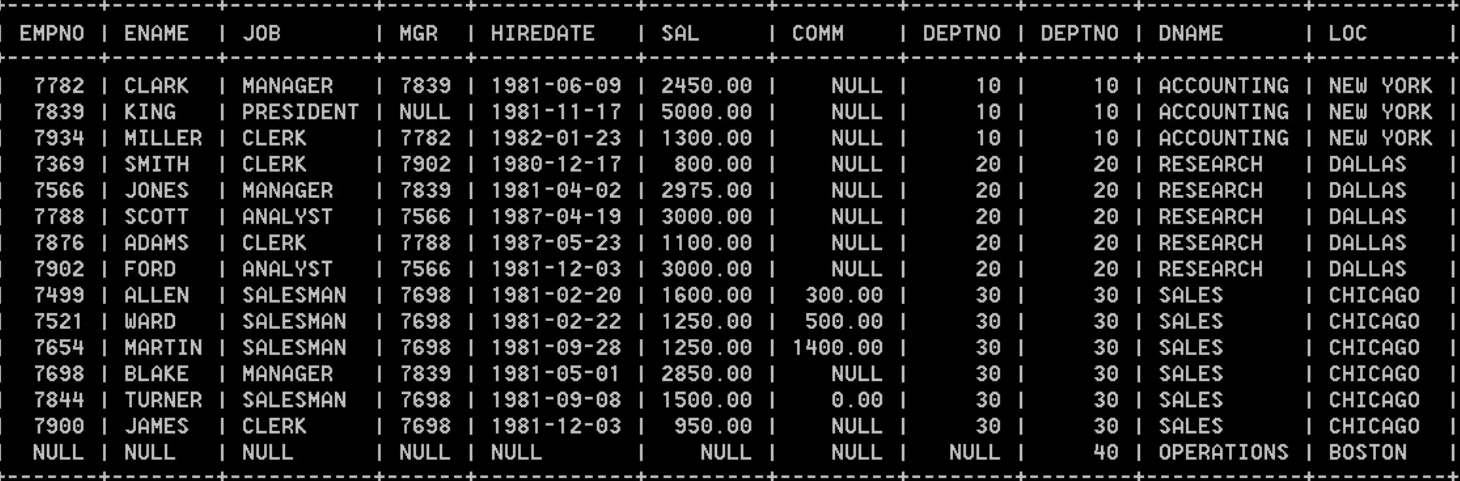 | EMPNO | ENAME  | JOB       | MGR  | HIREDATE   | SAL     | COMM    | DEPTNO | DEPTNO | DNAME      | LOC      |
|  7782 | CLARK  | MANAGER   | 7839 | 1981-06-09 | 2450.00 |    NULL |     10 |     10 | ACCOUNTING | NEW YORK |
|  7839 | KING   | PRESIDENT | NULL | 1981-11-17 | 5000.00 |    NULL |     10 |     10 | ACCOUNTING | NEW YORK |
|  7934 | MILLER | CLERK     | 7782 | 1982-01-23 | 1300.00 |    NULL |     10 |     10 | ACCOUNTING | NEW YORK |
|  7369 | SMITH  | CLERK     | 7902 | 1980-12-17 |  800.00 |    NULL |     20 |     20 | RESEARCH   | DALLAS   |
|  7566 | JONES  | MANAGER   | 7839 | 1981-04-02 | 2975.00 |    NULL |     20 |     20 | RESEARCH   | DALLAS   |
|  7788 | SCOTT  | ANALYST   | 7566 | 1987-04-19 | 3000.00 |    NULL |     20 |     20 | RESEARCH   | DALLAS   |
|  7876 | ADAMS  | CLERK     | 7788 | 1987-05-23 | 1100.00 |    NULL |     20 |     20 | RESEARCH   | DALLAS   |
|  7902 | FORD   | ANALYST   | 7566 | 1981-12-03 | 3000.00 |    NULL |     20 |     20 | RESEARCH   | DALLAS   |
|  7499 | ALLEN  | SALESMAN  | 7698 | 1981-02-20 | 1600.00 |  300.00 |     30 |     30 | SALES      | CHICAGO  |
|  7521 | WARD   | SALESMAN  | 7698 | 1981-02-22 | 1250.00 |  500.00 |     30 |     30 | SALES      | CHICAGO  |
|  7654 | MARTIN | SALESMAN  | 7698 | 1981-09-28 | 1250.00 | 1400.00 |     30 |     30 | SALES      | CHICAGO  |
|  7698 | BLAKE  | MANAGER   | 7839 | 1981-05-01 | 2850.00 |    NULL |     30 |     30 | SALES      | CHICAGO  |
|  7844 | TURNER | SALESMAN  | 7698 | 1981-09-08 | 1500.00 |    0.00 |     30 |     30 | SALES      | CHICAGO  |
|  7900 | JAMES  | CLERK     | 7698 | 1981-12-03 |  950.00 |    NULL |     30 |     30 | SALES      | CHICAGO  |
|  NULL | NULL   | NULL      | NULL | NULL       |    NULL |    NULL |   NULL |     40 | OPERATIONS | BOSTON   |